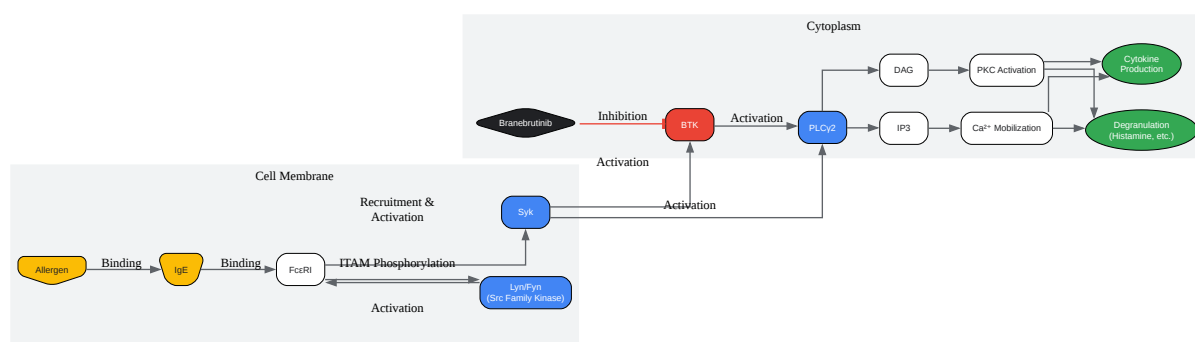 Cytoplasm
Cytokine
Production
DAG
PKC Activation
Branebrutinib
Inhibition
BTK
Activation
PLCγ2
IP3
Ca²⁺ Mobilization
Degranulation
(Histamine, etc.)
Activation
Cell Membrane
Recruitment &
Activation
Syk
Activation
Allergen
Binding
IgE
Binding
FcεRI
ITAM Phosphorylation
Lyn/Fyn
(Src Family Kinase)
Activation